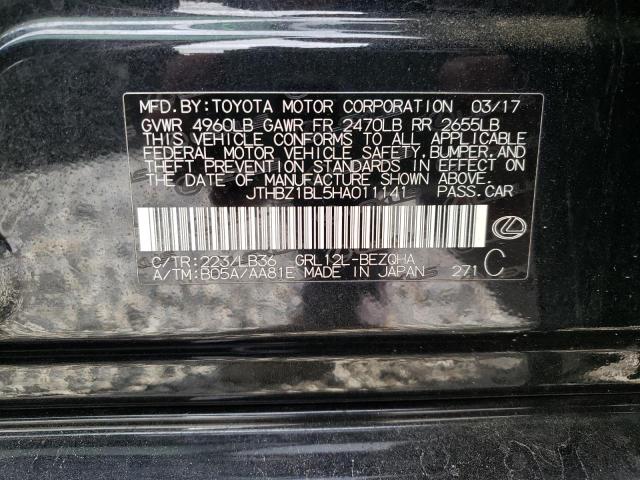 MFD. BY: TOYOTA MOTOR CORPORATION 03/17
GVWR 4960LB GAWR FR 2470LB RR 2655LB
THIS VEHICLE CONFORMS TO ALL APPLICABLE
FEDERAL MOTOR VEHICLE SAFETY, BUMPER, AND
THEFT PREVENTION STANDARDS IN EFFECT ON
THE DATE OF MANUFACTURE SHOWN ABOVE.
JTHBZ1BL5HA011141 PASS. CAR
C/TR: 223/LB36 GRL12L-BEZQHA
A/TM: B05A/AA81E MADE IN JAPAN 271 C